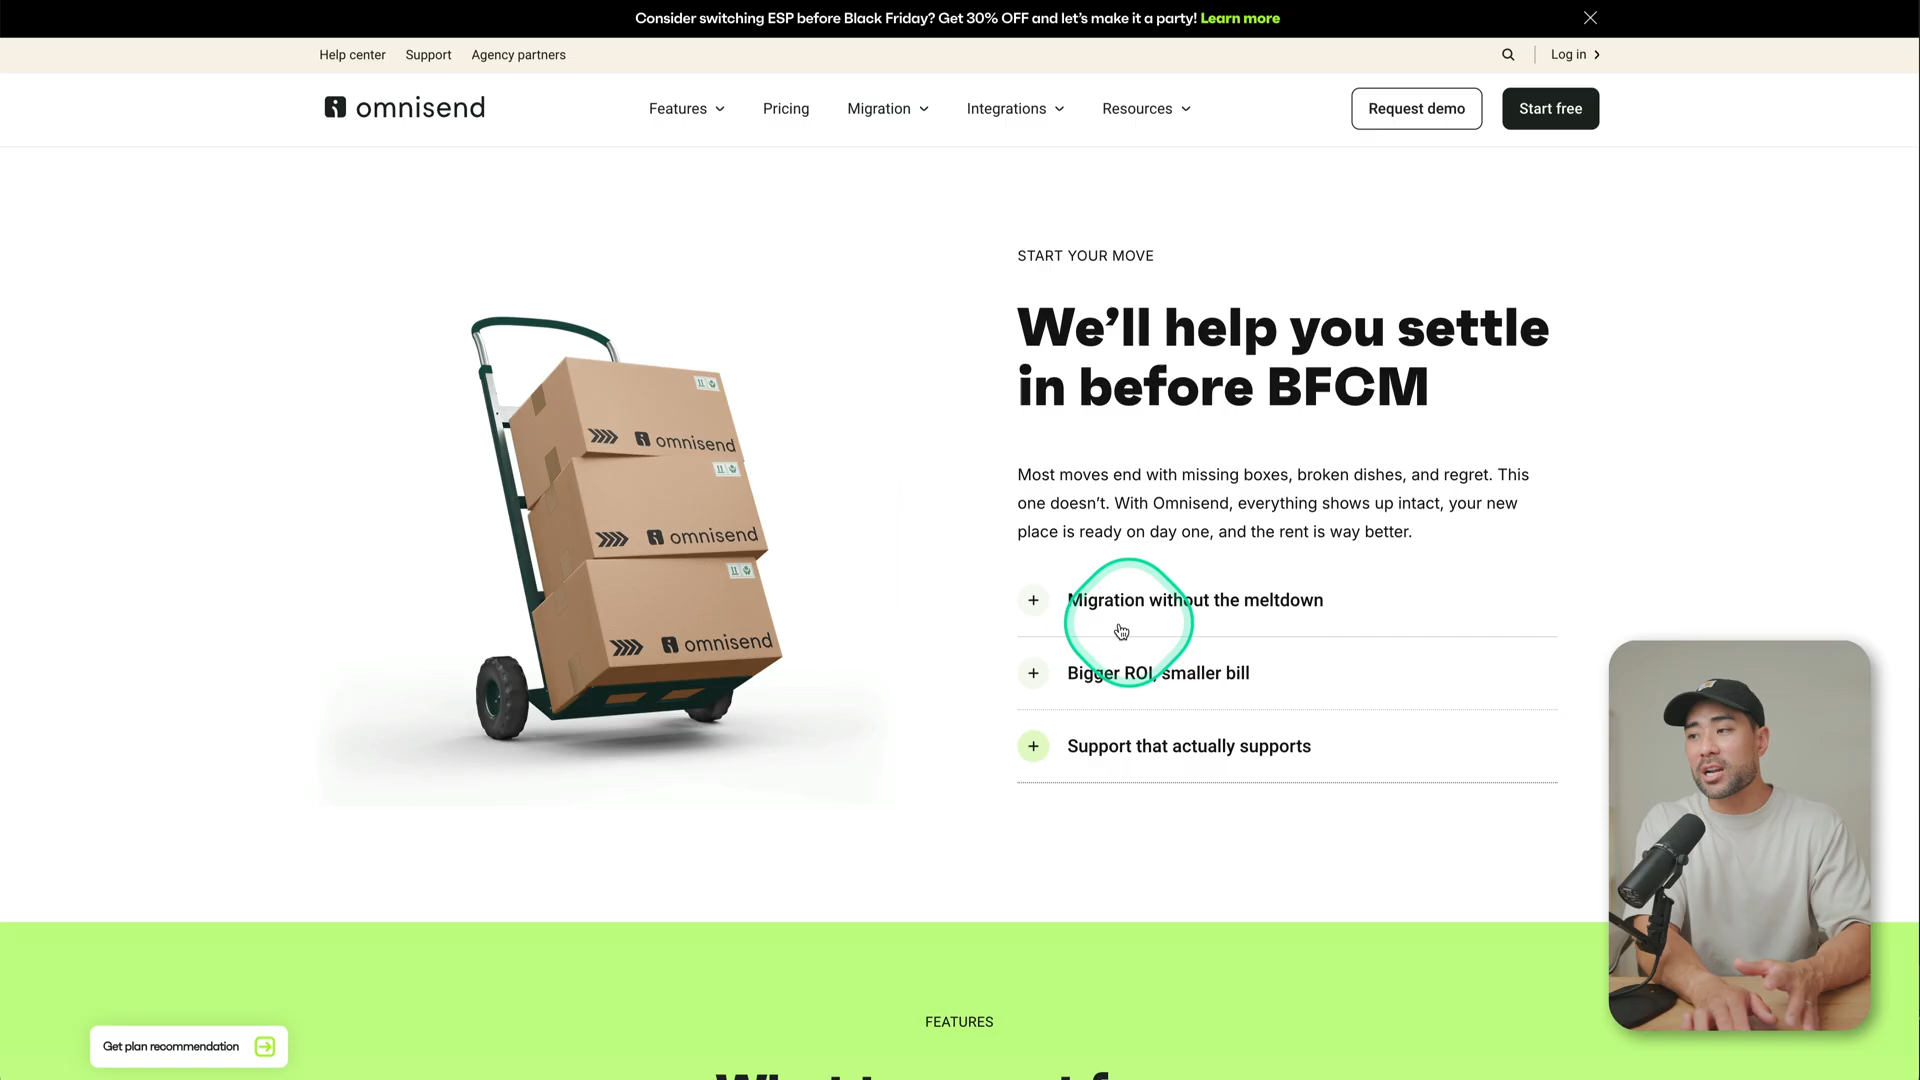 Consider switching ESP before Black Friday? Get 30% OFF and let's make it a party! Learn more
Help center Support Agency partners
Log in
omnisend
Features Pricing Migration Integrations Resources
Request demo Start free
START YOUR MOVE
We'll help you settle
in before BFCM
Most moves end with missing boxes, broken dishes, and regret. This
one doesn't. With Omnisend, everything shows up intact, your new
place is ready on day one, and the rent is way better.
+ Migration without the meltdown
+ Bigger ROI, smaller bill
+ Support that actually supports
omnisend
omnisend
omnisend
FEATURES
Get plan recommendation